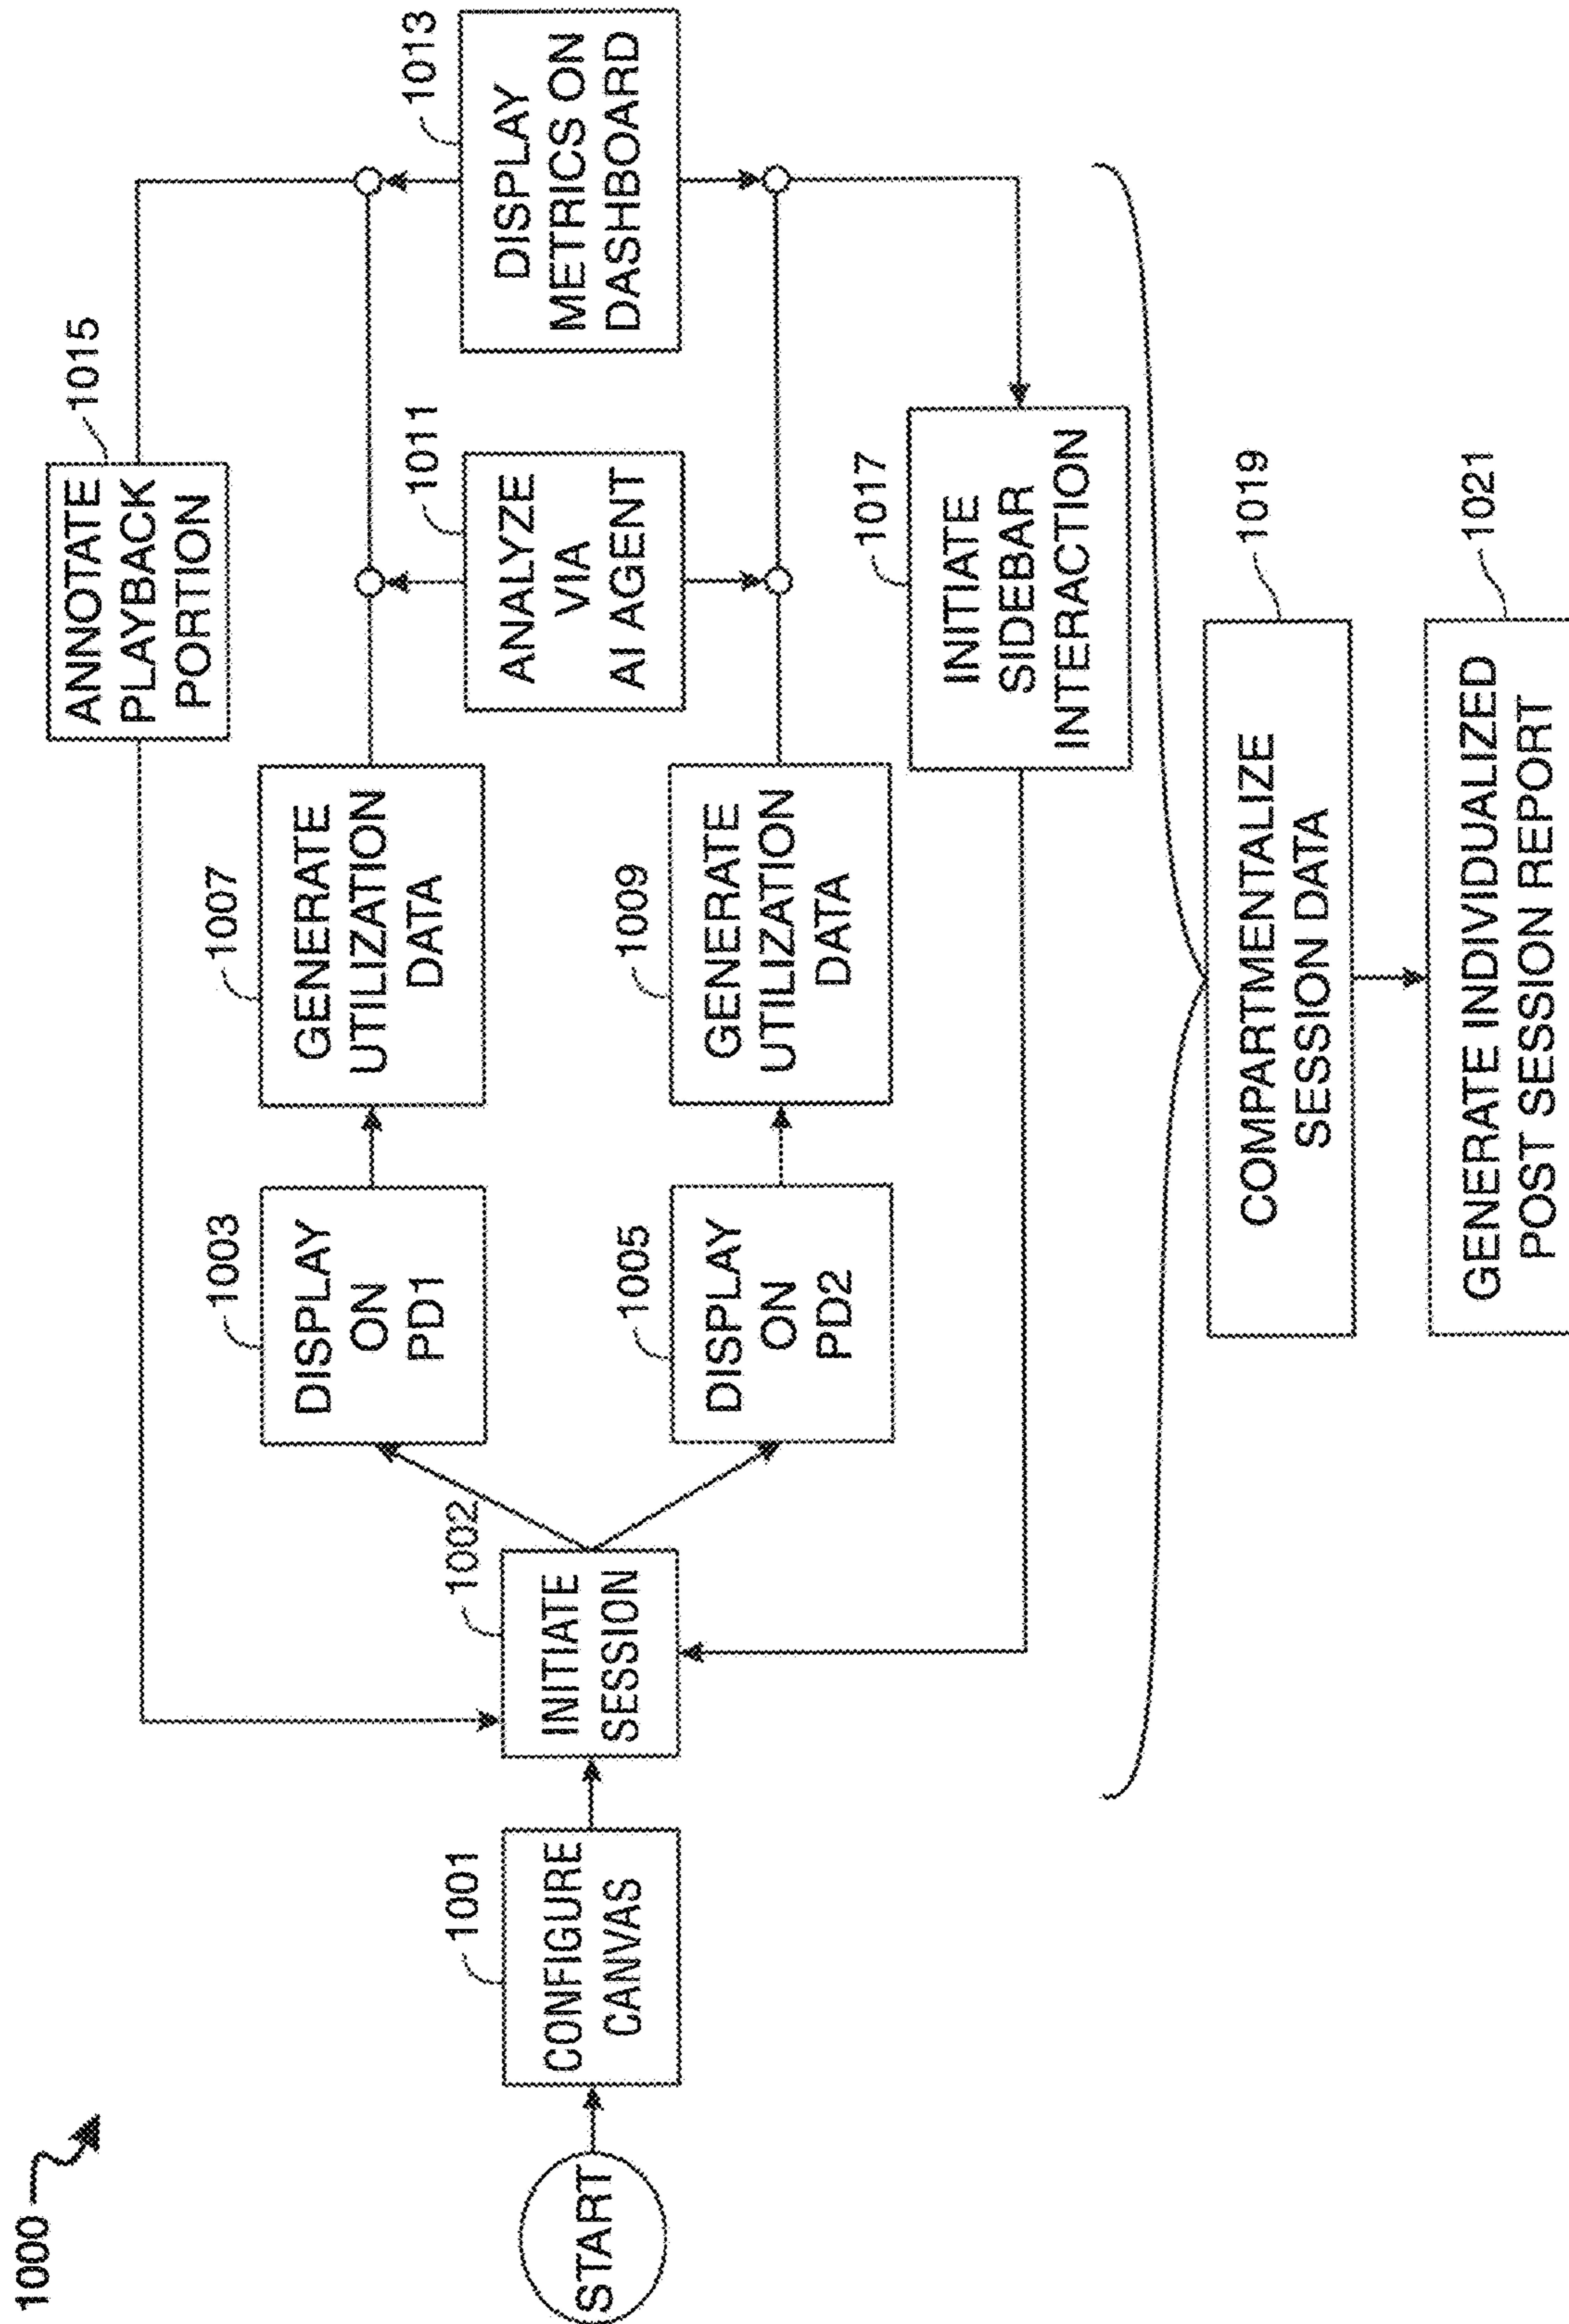 1000
START
1001
CONFIGURE
CANVAS
1002
INITIATE
SESSION
1003
DISPLAY
ON
PD1
1005
DISPLAY
ON
PD2
1007
GENERATE
UTILIZATION
DATA
1009
GENERATE
UTILIZATION
DATA
1011
ANALYZE
VIA
AI AGENT
1013
DISPLAY
METRICS ON
DASHBOARD
1015
ANNOTATE
PLAYBACK
PORTION
1017
INITIATE
SIDEBAR
INTERACTION
1019
COMPARTMENTALIZE
SESSION DATA
1021
GENERATE INDIVIDUALIZED
POST SESSION REPORT